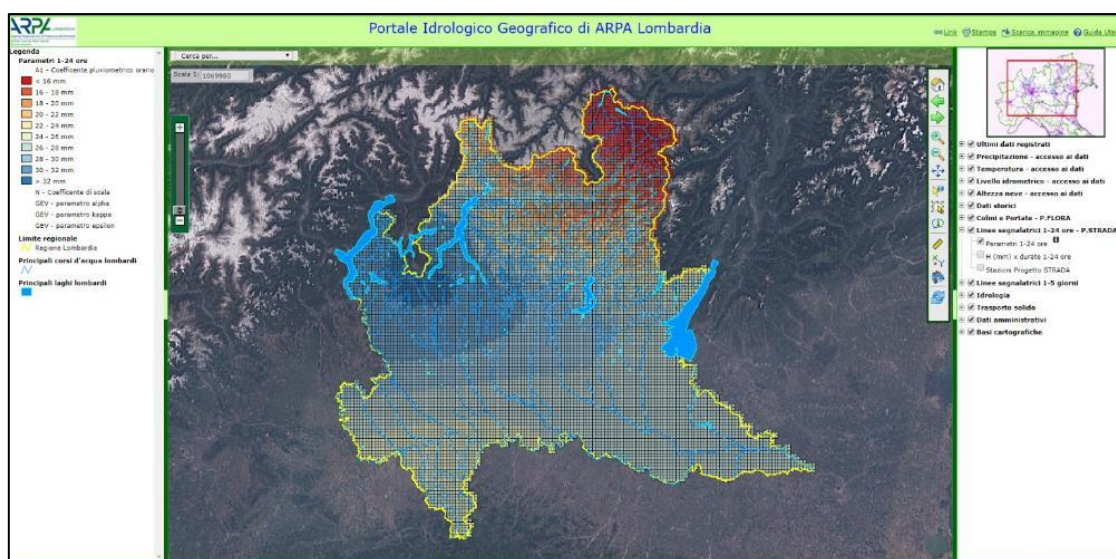 ARPA LOMBARDIA
Portale Idrologico Geografico di ARPA Lombardia
Link Stampe Scarica immagine Guida Ute
Legenda
Parametri 1-24 ore
A1 - Coefficiente pluviometrico orario
< 16 mm
16 - 18 mm
18 - 20 mm
20 - 22 mm
22 - 24 mm
24 - 26 mm
26 - 28 mm
28 - 30 mm
30 - 32 mm
> 32 mm
N - Coefficiente di scala
GEV - parametro alpha
GEV - parametro kappa
GEV - parametro epsilon
Limite regionale
Regione Lombardia
Principali corsi d'acqua lombardi
Principali laghi lombardi
Cerca per...
Scala 1: 1069980
Ultimi dati registrati
Precipitazione - accesso ai dati
Temperatura - accesso ai dati
Livello idrometrico - accesso ai dati
Altezza neve - accesso ai dati
Dati storici
Colmi e Portate - P.FLORA
Linee segnalatrici 1-24 ore - P.STRADA
Parametri 1-24 ore
H (mm) x durate 1-24 ore
Stazioni Progetto STRADA
Linee segnalatrici 1-5 giorni
Idrologia
Trasporto solido
Dati amministrativi
Basi cartografiche